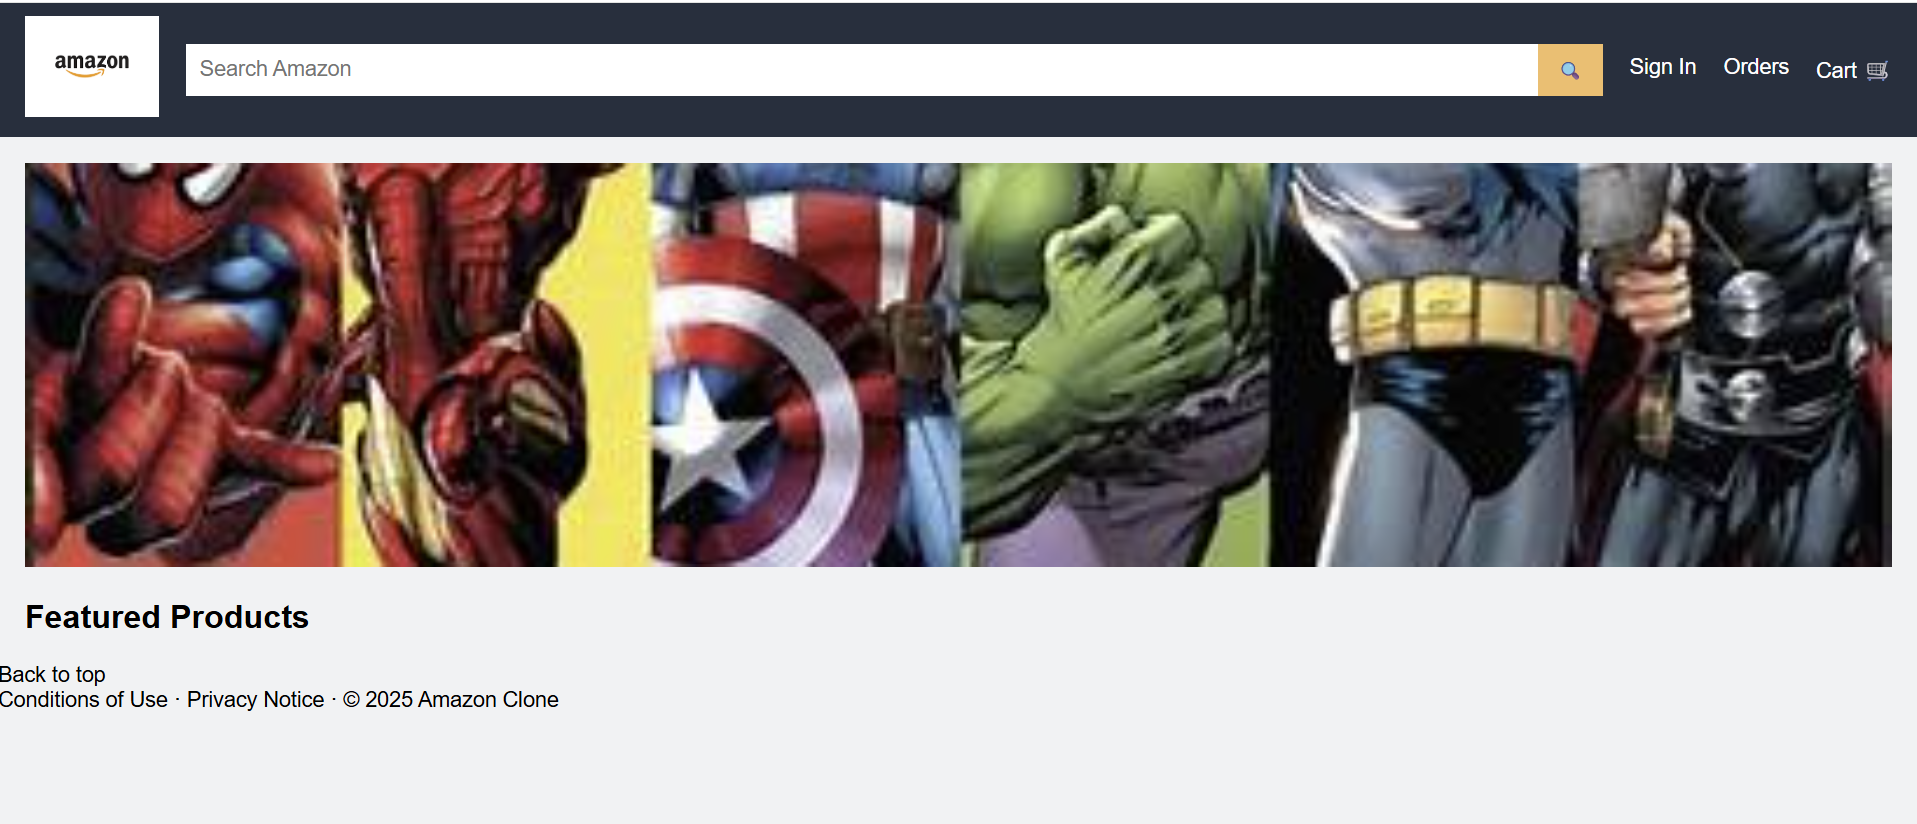 amazon
Search Amazon
Sign In
Orders
Cart
Featured Products
Back to top
Conditions of Use · Privacy Notice · © 2025 Amazon Clone